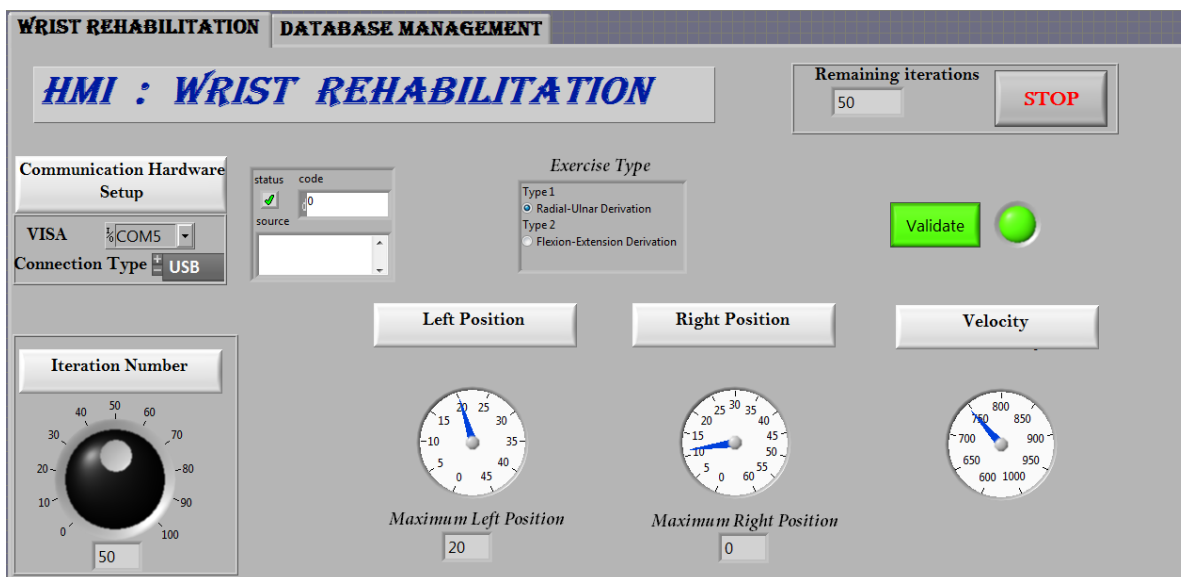 WRIST REHABILITATION DATABASE MANAGEMENT
HMI : WRIST REHABILITATION
Remaining iterations
50
STOP
Communication Hardware
Setup
VISA COM5
Connection Type USB
status code
0
source
Exercise Type
Type 1
Radial-Ulnar Derivation
Type 2
Flexion-Extension Derivation
Validate
Iteration Number
0 10 20 30 40 50 60 70 80 90 100
50
Left Position
0 5 10 15 20 25 30 35 40 45
Maximum Left Position
20
Right Position
0 5 10 15 20 25 30 35 40 45 50 55 60
Maximum Right Position
0
Velocity
600 650 700 750 800 850 900 950 1000